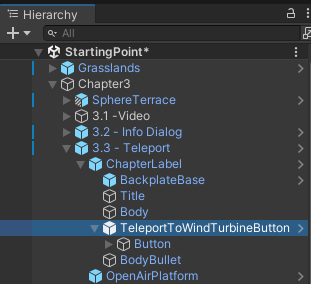 Hierarchy
All
StartingPoint*
Grasslands
Chapter3
SphereTerrace
3.1 -Video
3.2 - Info Dialog
3.3 - Teleport
ChapterLabel
BackplateBase
Title
Body
TeleportToWindTurbineButton
Button
BodyBullet
OpenAirPlatform